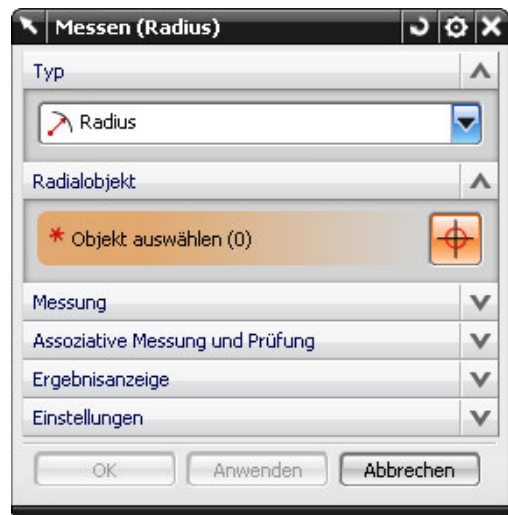 Messen (Radius)
Typ
Radius
Radialobjekt
* Objekt auswählen (0)
Messung
Assoziative Messung und Prüfung
Ergebnisanzeige
Einstellungen
OK Anwenden Abbrechen